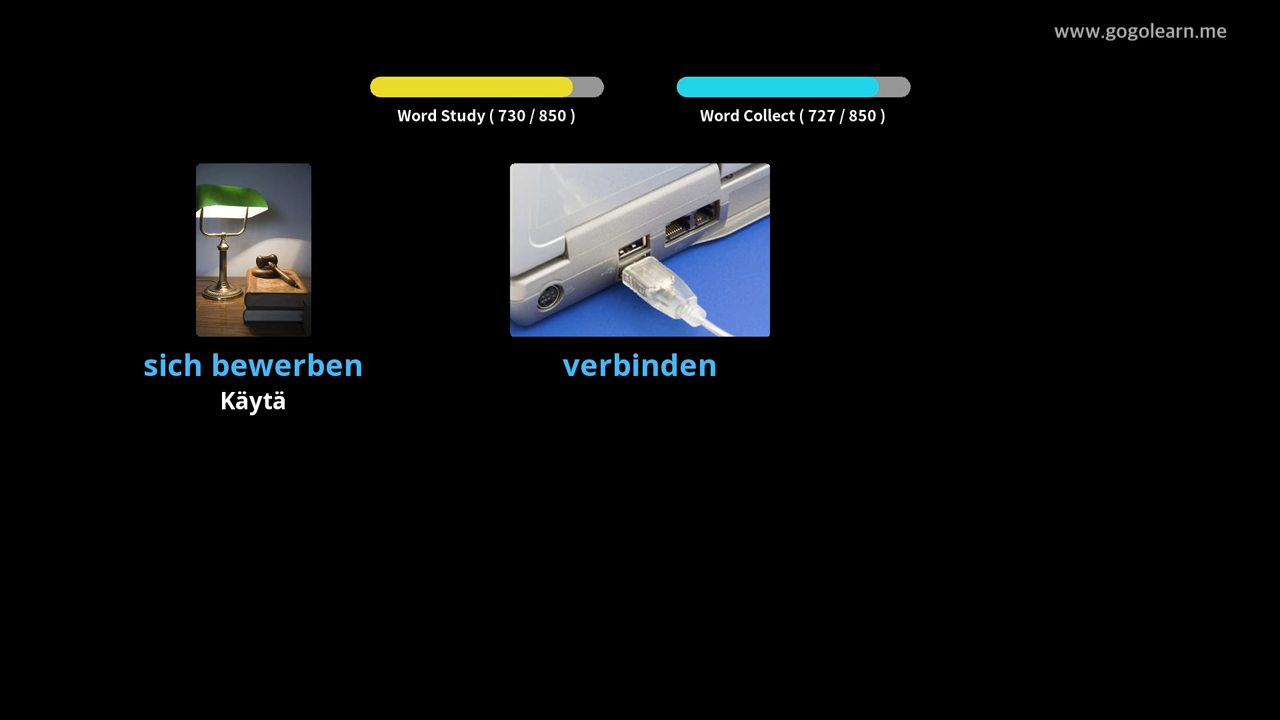 www.gogolearn.me
Word Study ( 730 / 850 )
Word Collect ( 727 / 850 )
sich bewerben
Käytä
verbinden